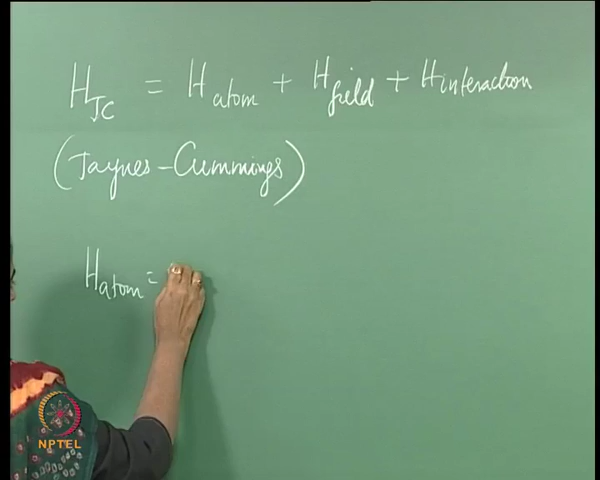 H_JC = H_atom + H_field + H_interaction
(Jaynes-Cummings)
H_atom =
NPTEL